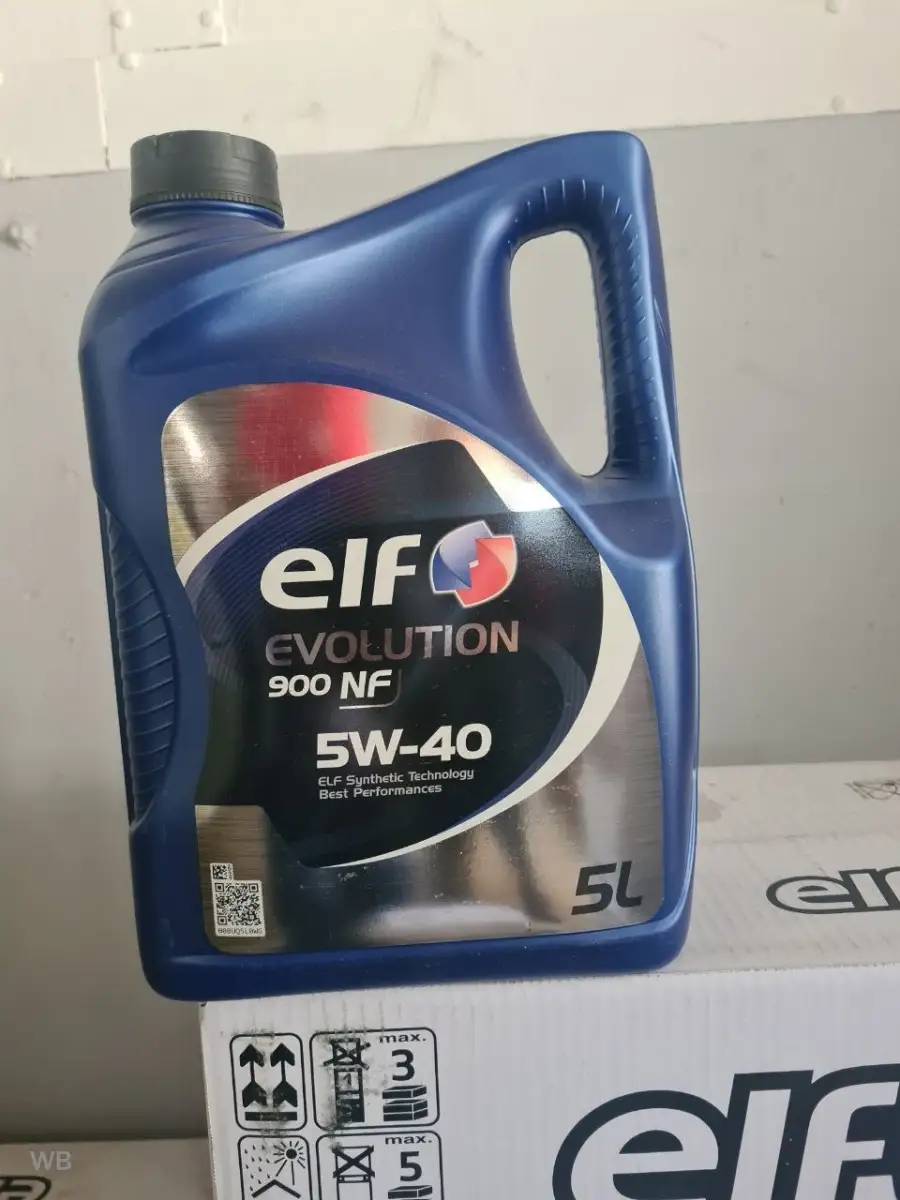 elf
EVOLUTION
900 NF
5W-40
ELF Synthetic Technology
Best Performances
5L
max.
3
max.
5
elf
WB